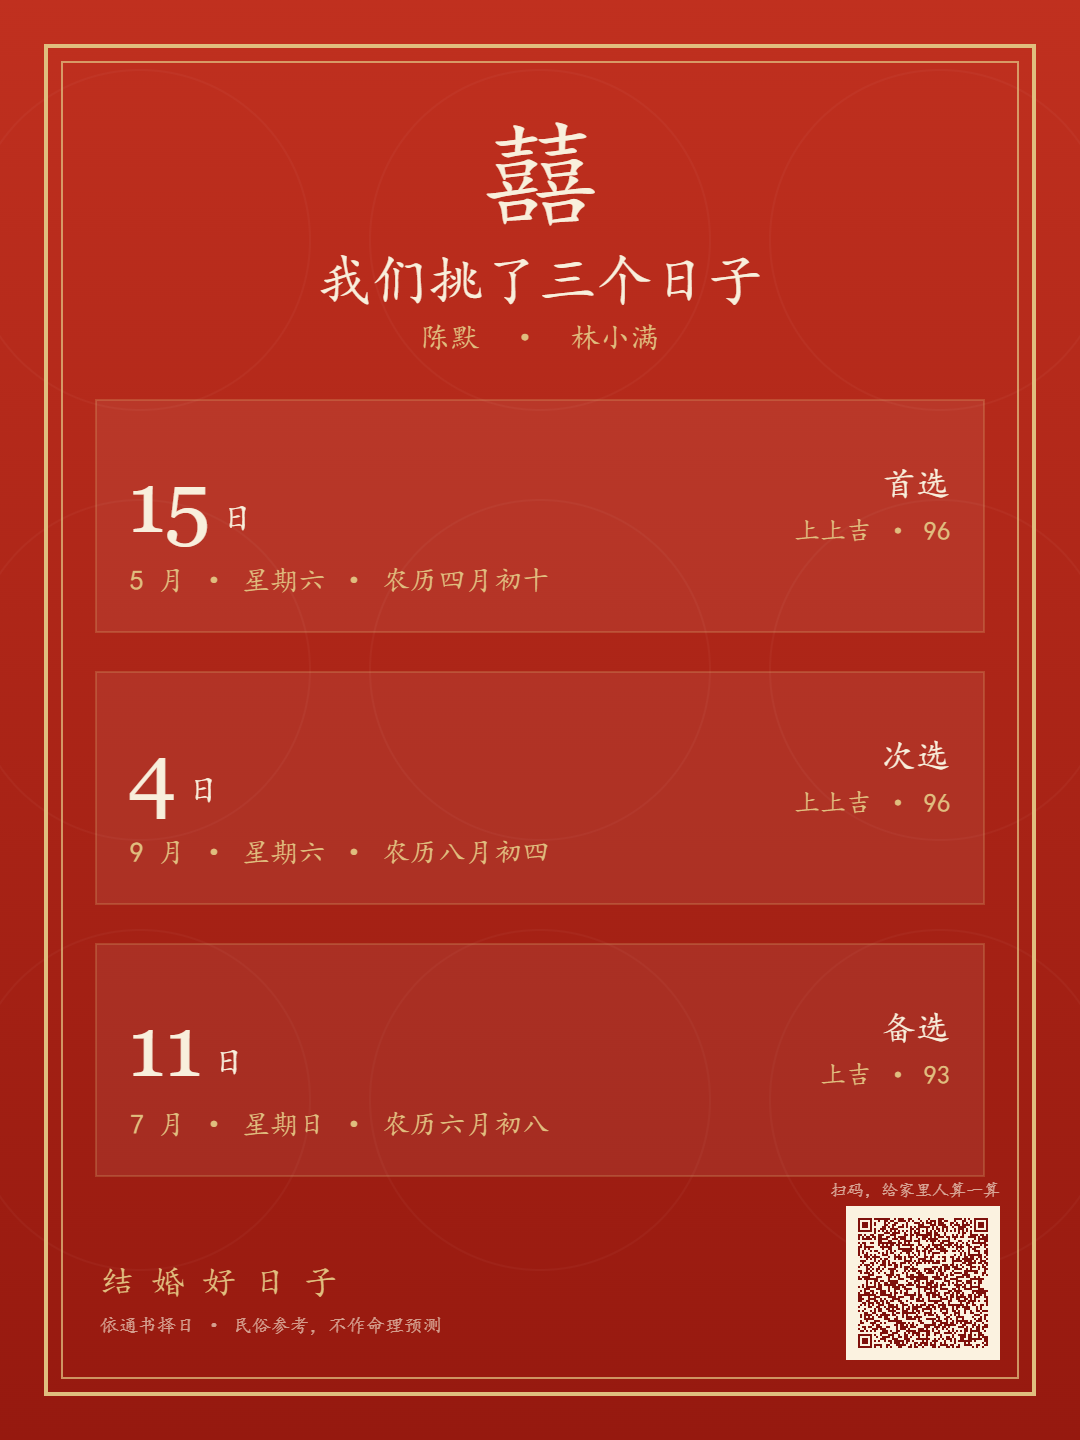 囍
我们挑了三个日子
陈默 · 林小满
15 日
首选
上上吉 · 96
5 月 · 星期六 · 农历四月初十
4 日
次选
上上吉 · 96
9 月 · 星期六 · 农历八月初四
11 日
备选
上吉 · 93
7 月 · 星期日 · 农历六月初八
扫码，给家里人算一算
结婚好日子
依通书择日 · 民俗参考，不作命理预测